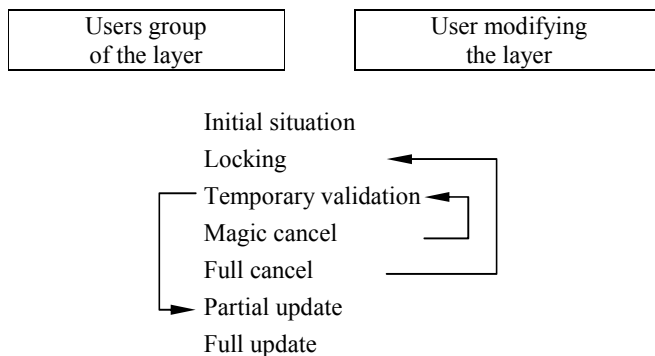 Users group
of the layer
User modifying
the layer
Initial situation
Locking
Temporary validation
Magic cancel
Full cancel
Partial update
Full update